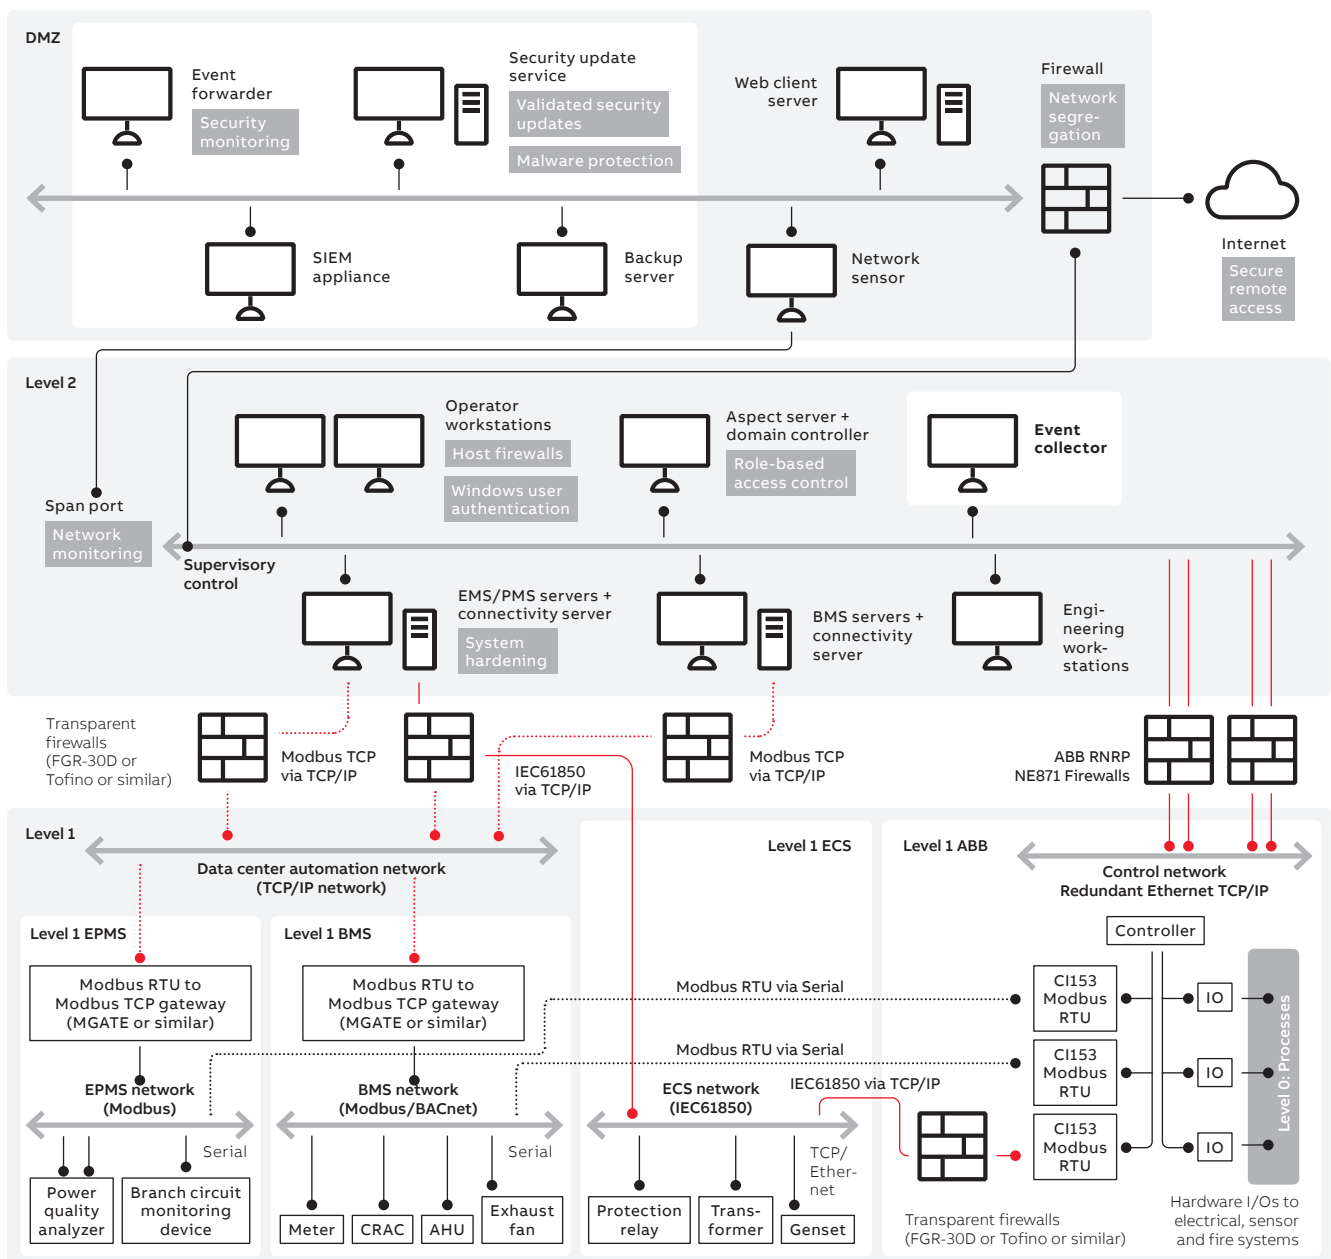 DMZ
Event
forwarder
Security
monitoring
Security update
service
Validated security
updates
Malware protection
Web client
server
Firewall
Network
segre-
gation
SIEM
appliance
Backup
server
Network
sensor
Internet
Secure
remote
access
Level 2
Operator
workstations
Host firewalls
Windows user
authentication
Aspect server +
domain controller
Role-based
access control
Event
collector
Span port
Network
monitoring
Supervisory
control
EMS/PMS servers +
connectivity server
System
hardening
BMS servers +
connectivity
server
Engi-
neering
work-
stations
Transparent
firewalls
(FGR-30D or
Tofino or similar)
Modbus TCP
via TCP/IP
IEC61850
via TCP/IP
Modbus TCP
via TCP/IP
ABB RNRP
NE871 Firewalls
Level 1
Data center automation network
(TCP/IP network)
Level 1 ECS
Level 1 ABB
Control network
Redundant Ethernet TCP/IP
Level 1 EPMS
Modbus RTU to
Modbus TCP gateway
(MGATE or similar)
EPMS network
(Modbus)
Serial
Power
quality
analyzer
Branch circuit
monitoring
device
Level 1 BMS
Modbus RTU to
Modbus TCP gateway
(MGATE or similar)
BMS network
(Modbus/BACnet)
Serial
Meter
CRAC
AHU
Exhaust
fan
Modbus RTU via Serial
Modbus RTU via Serial
ECS network
(IEC61850)
IEC61850 via TCP/IP
TCP/
Ether-
net
Protection
relay
Trans-
former
Genset
Controller
CI153
Modbus
RTU
IO
CI153
Modbus
RTU
IO
CI153
Modbus
RTU
IO
Level 0: Processes
Transparent firewalls
(FGR-30D or Tofino or similar)
Hardware I/Os to
electrical, sensor
and fire systems